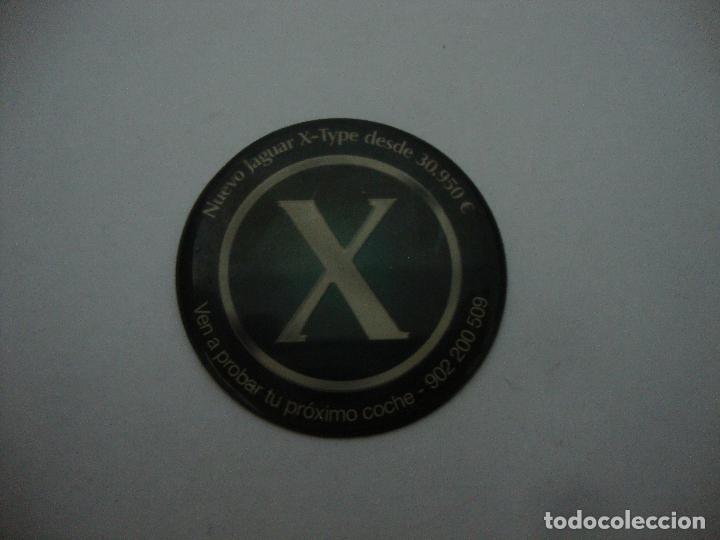 Nuevo Jaguar X-Type desde 30.950 €
X
Ven a probar tu próximo coche - 902 200 509
todocoleccion